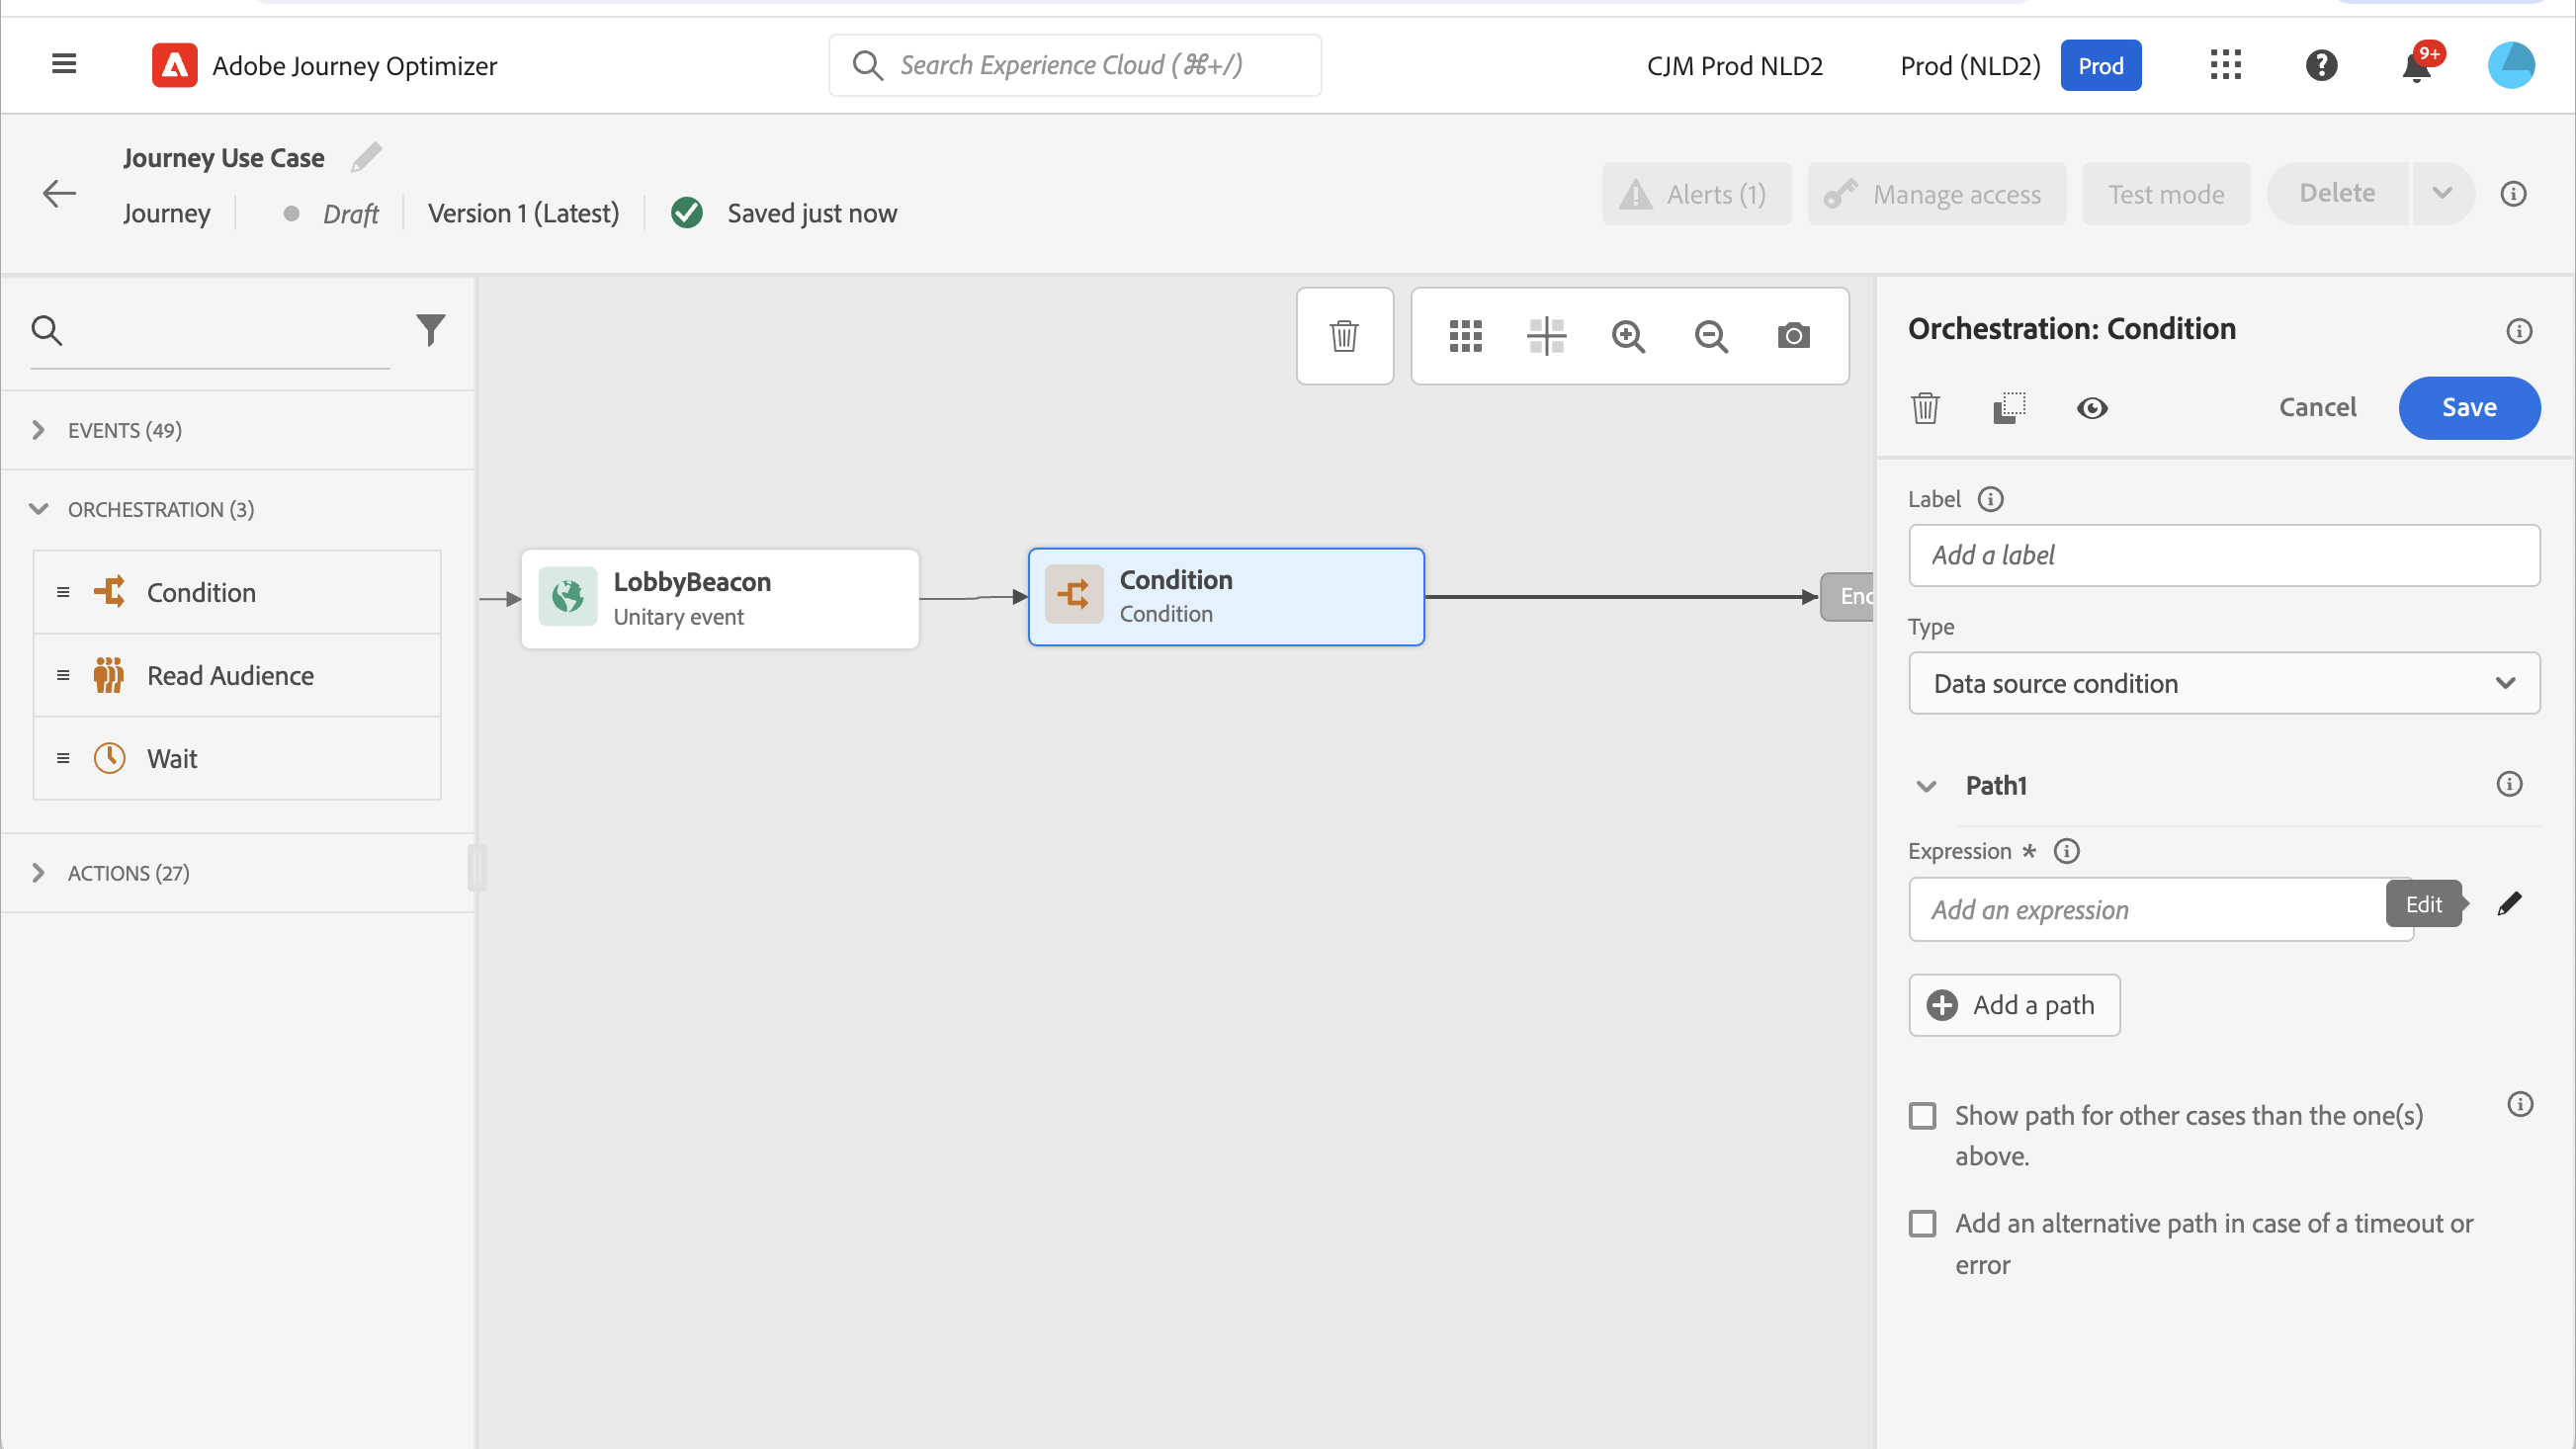 Adobe Journey Optimizer
Search Experience Cloud (⌘+/)
CJM Prod NLD2
Prod (NLD2)
Prod
9+
Journey Use Case
Journey
Draft
Version 1 (Latest)
Saved just now
Alerts (1)
Manage access
Test mode
Delete
EVENTS (49)
ORCHESTRATION (3)
Condition
Read Audience
Wait
ACTIONS (27)
LobbyBeacon
Unitary event
Condition
Condition
Orchestration: Condition
Cancel
Save
Label
Add a label
Type
Data source condition
Path1
Expression *
Add an expression
Edit
Add a path
Show path for other cases than the one(s)
above.
Add an alternative path in case of a timeout or
error